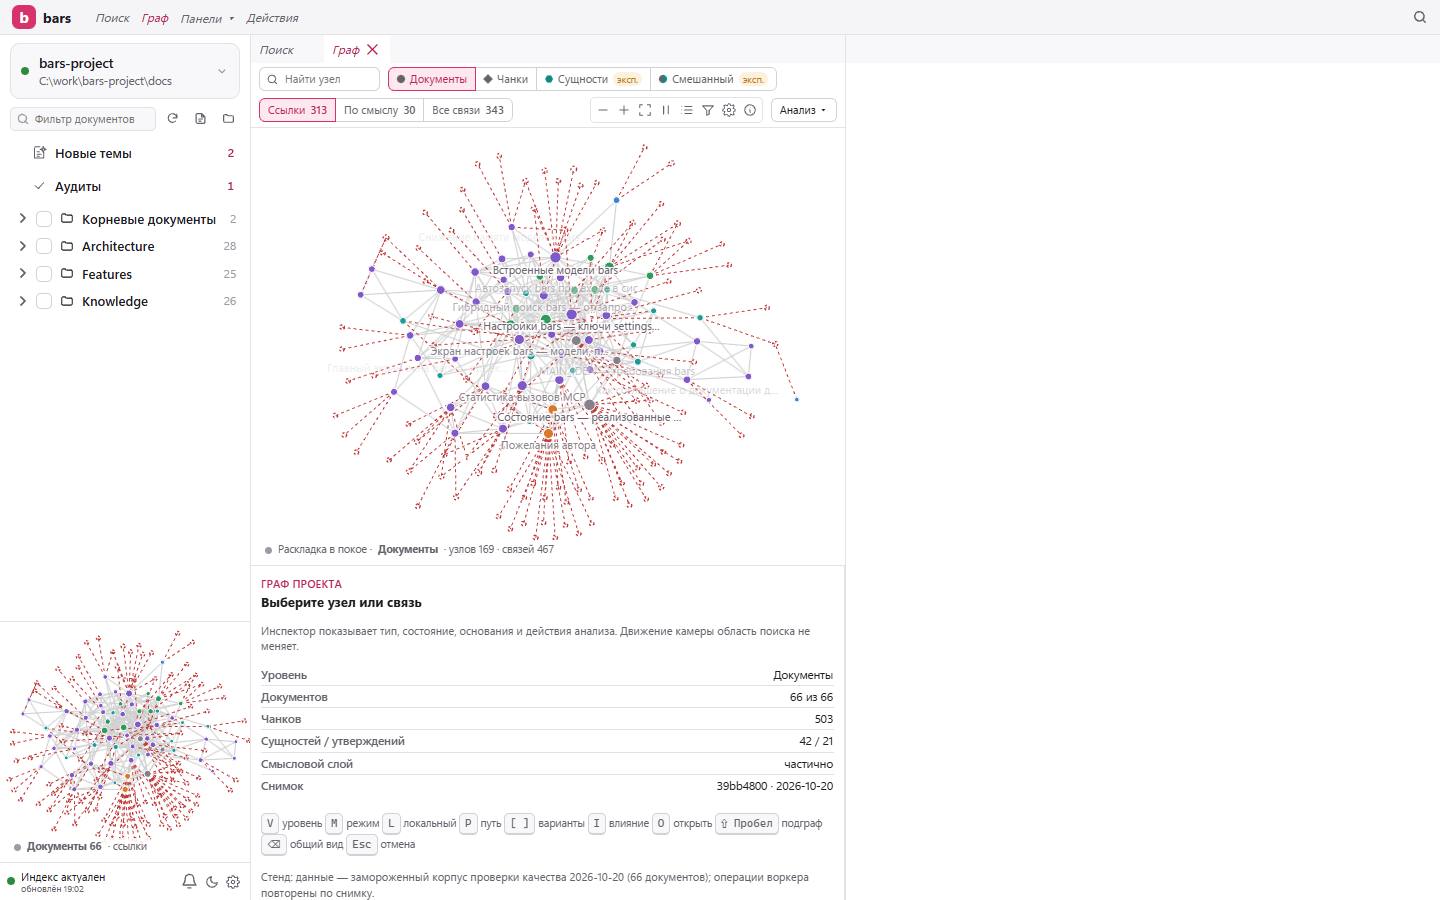 b bars Поиск Граф Панели Действия
bars-project
C:\work\bars-project\docs
Фильтр документов
Новые темы 2
Аудиты 1
Корневые документы 2
Architecture 28
Features 25
Knowledge 26
Документы 66 · ссылки
Индекс актуален
обновлён 19:02
Поиск Граф
Найти узел Документы Чанки Сущности эксп. Смешанный эксп.
Ссылки 313 По смыслу 30 Все связи 343 Анализ
Встроенные модели bars
Настройки bars — ключи settings...
Экран настроек bars — модели,
Статистика вызовов MCP
Состояние bars — реализованные ...
Пожелания автора
Раскладка в покое · Документы · узлов 169 · связей 467
ГРАФ ПРОЕКТА
Выберите узел или связь
Инспектор показывает тип, состояние, основания и действия анализа. Движение камеры область поиска не
меняет.
Уровень Документы
Документов 66 из 66
Чанков 503
Сущностей / утверждений 42 / 21
Смысловой слой частично
Снимок 39bb4800 · 2026-10-20
V уровень M режим L локальный P путь [ ] варианты I влияние O открыть ⇧ Пробел подграф
⌫ общий вид Esc отмена
Стенд: данные — замороженный корпус проверки качества 2026-10-20 (66 документов); операции воркера
повторены по снимку.